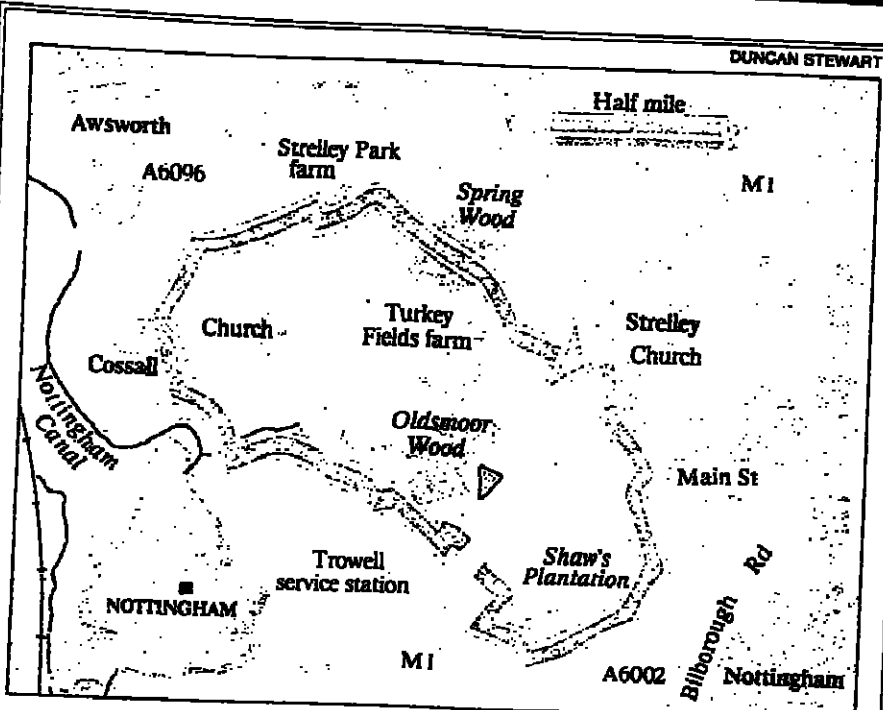 DUNCAN STEWART
Half mile
Awsworth
A6096
Strelley Park
farm
M1
Spring
Wood
Church
Turkey
Fields farm
Strelley
Church
Cossall
Nottingham
Canal
Oldsmoor
Wood
Main St
Trowell
service station
Shaw's
Plantation
NOTTINGHAM
M1
A6002
Bilborough Rd
Nottingham